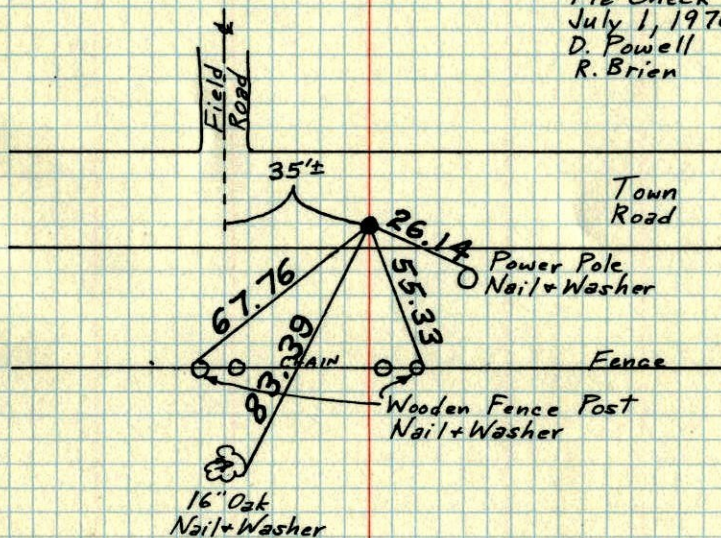 July 1, 197
D. Powell
R. Brien
℄
Field
Road
35'±
Town
Road
26.14
Power Pole
Nail + Washer
67.76
55.33
83.39
Fence
Wooden Fence Post
Nail + Washer
16" Oak
Nail + Washer